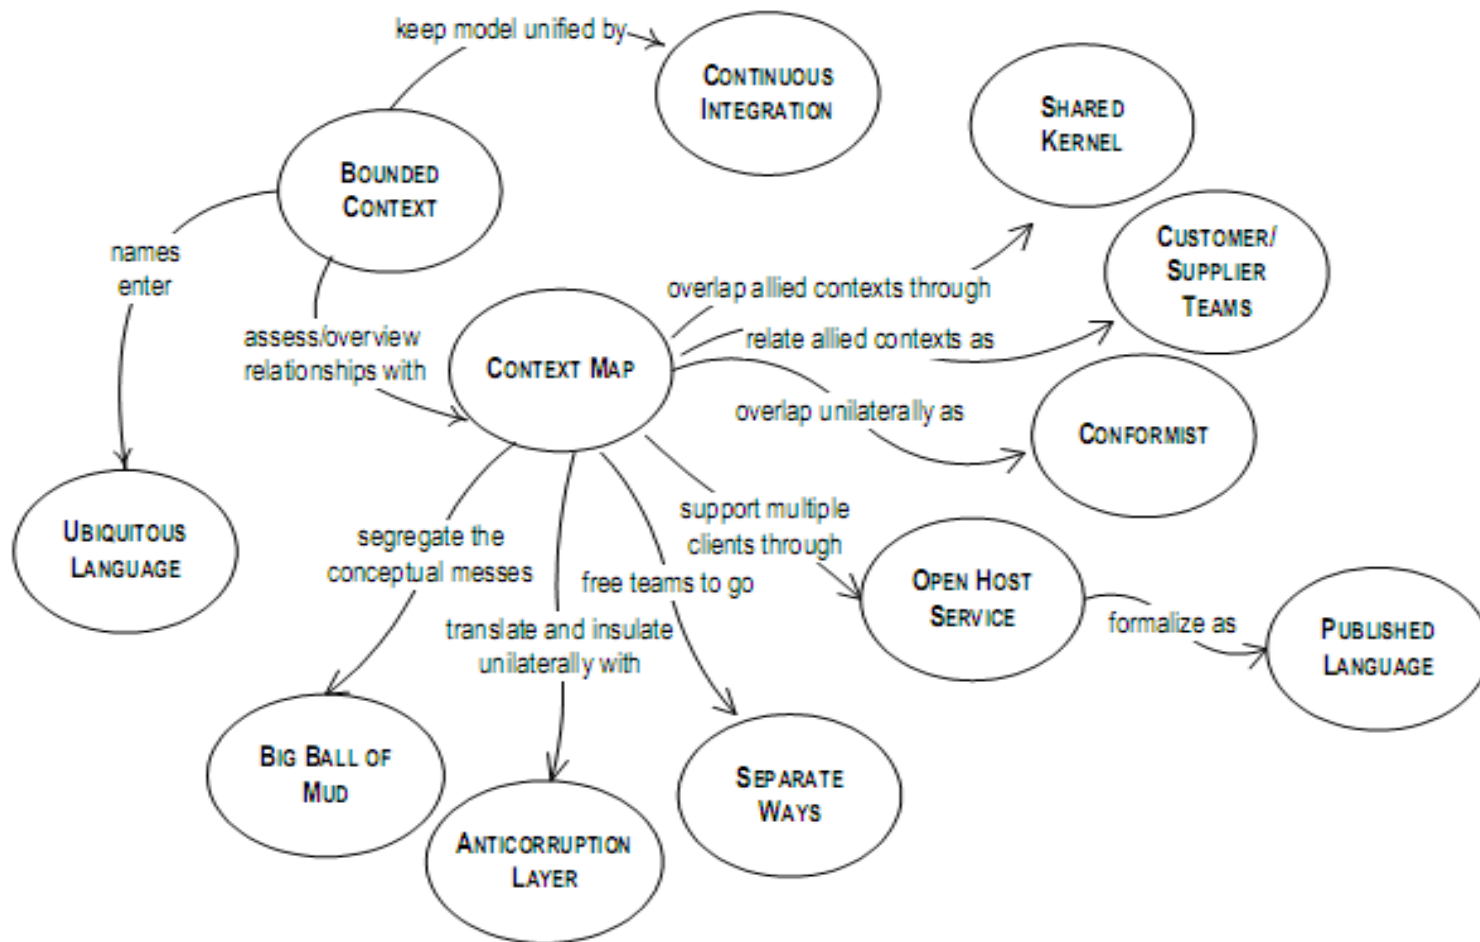 keep model unified by
CONTINUOUS
INTEGRATION
SHARED
KERNEL
BOUNDED
CONTEXT
names
enter
CUSTOMER/
SUPPLIER
TEAMS
overlap allied contexts through
assess/overview
relationships with
relate allied contexts as
CONTEXT MAP
overlap unilaterally as
CONFORMIST
UBIQUITOUS
LANGUAGE
segregate the
conceptual messes
support multiple
clients through
free teams to go
OPEN HOST
SERVICE
translate and insulate
unilaterally with
formalize as
PUBLISHED
LANGUAGE
BIG BALL OF
MUD
SEPARATE
WAYS
ANTICORRUPTION
LAYER